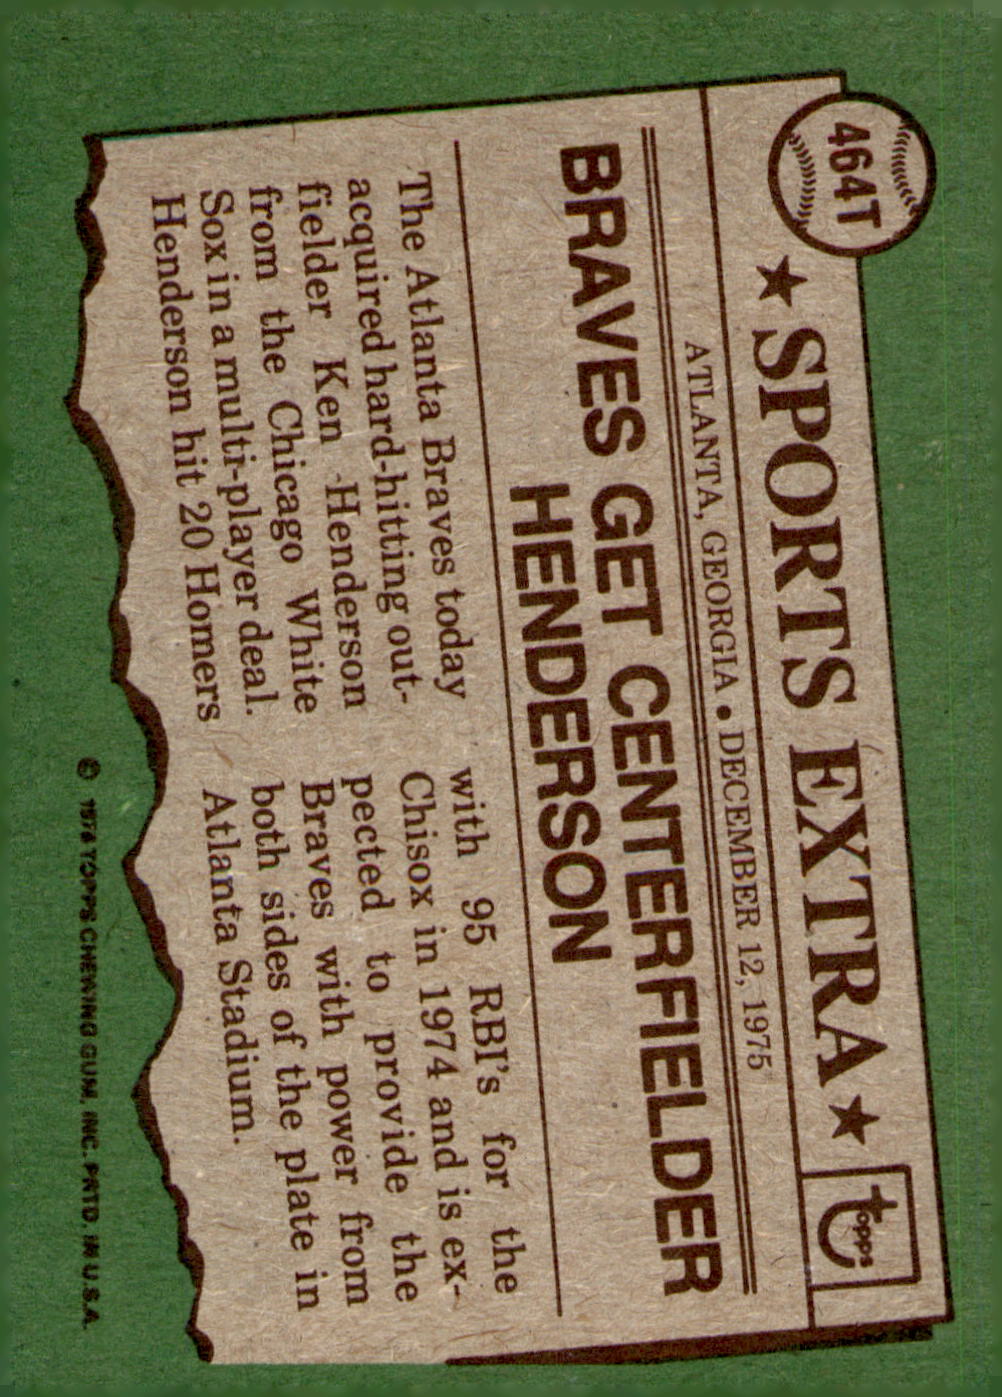 464T
★ SPORTS EXTRA ★
topps
ATLANTA, GEORGIA • DECEMBER 12, 1975
BRAVES GET CENTERFIELDER
HENDERSON
The Atlanta Braves today
acquired hard-hitting out-
fielder Ken Henderson
from the Chicago White
Sox in a multi-player deal.
Henderson hit 20 Homers
with 95 RBI's for the
Chisox in 1974 and is ex-
pected to provide the
Braves with power from
both sides of the plate in
Atlanta Stadium.
© 1976 TOPPS CHEWING GUM, INC. PRTD. IN U.S.A.